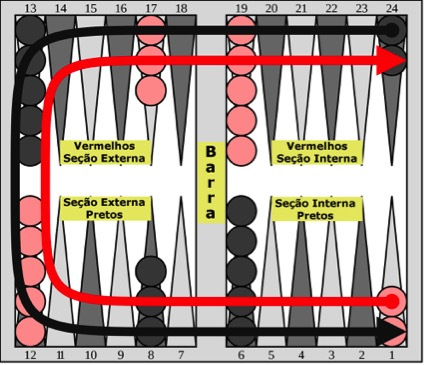 13 14 15 16 17 18 19 20 21 22 23 24
Vermelhos
Seção Externa
Vermelhos
Seção Interna
Barra
Seção Externa
Pretos
Seção Interna
Pretos
12 11 10 9 8 7 6 5 4 3 2 1